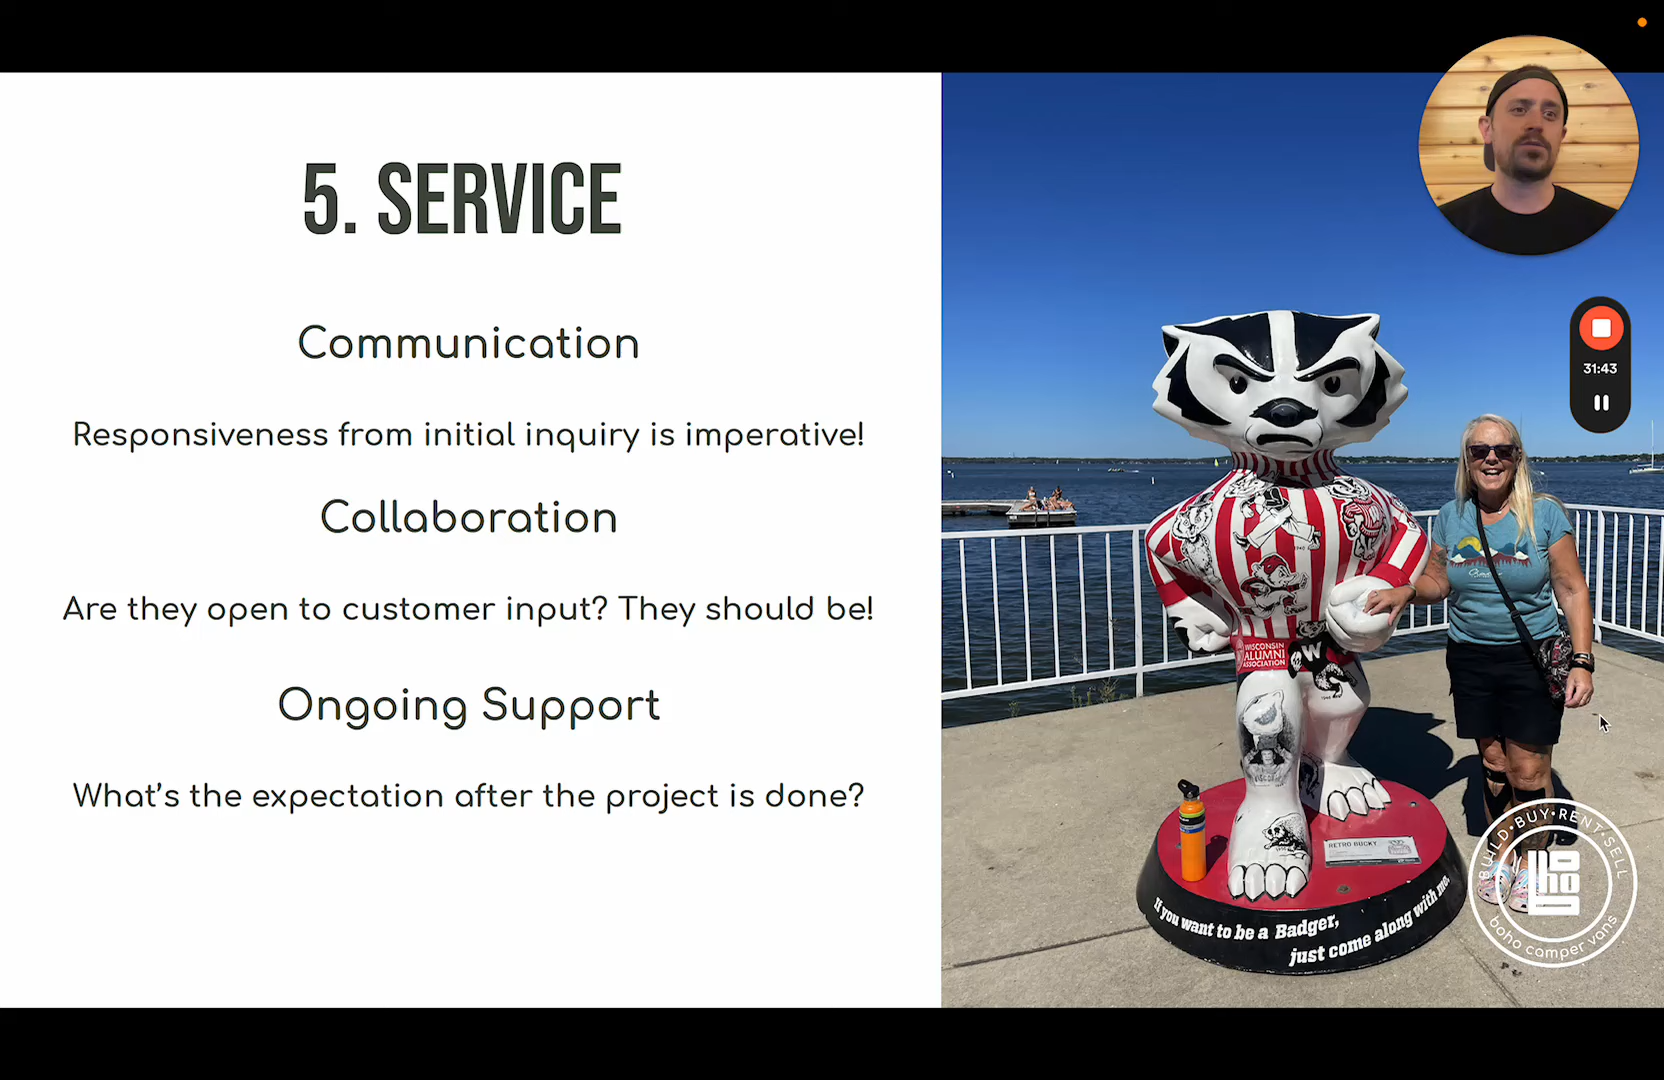 5. SERVICE
Communication
Responsiveness from initial inquiry is imperative!
Collaboration
Are they open to customer input? They should be!
Ongoing Support
What's the expectation after the project is done?
31:43
WISCONSIN
ALUMNI
ASSOCIATION
W
RETRO BUCKY
If you want to be a Badger,
just come along with me.
BUILD•BUY•RENT•SELL
boho
boho camper vans